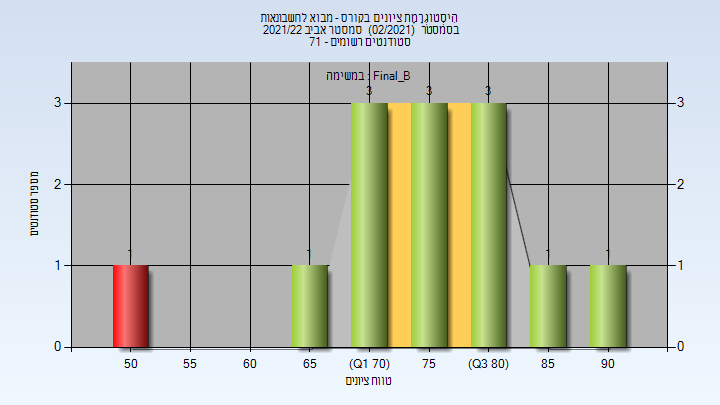 היסטוגרמת ציונים בקורס - מבוא לחשבונאות
בסמסטר (02/2021) סמסטר אביב 2021/22
סטודנטים רשומים - 71
במשימה : Final_B
3 3 3
1 1 1 1
3 3
2 2
1 1
0 0
מספר סטודנטים
50 55 60 65 (Q1 70) 75 (Q3 80) 85 90
טווח ציונים